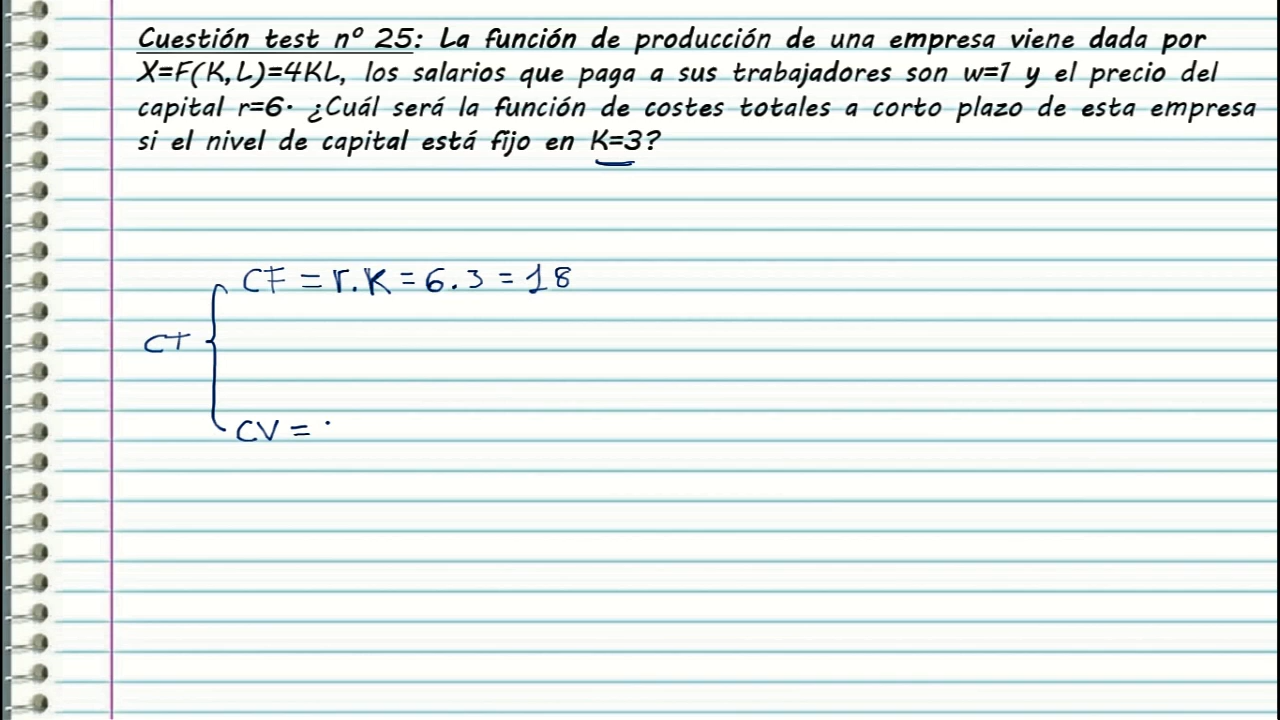 Cuestión test nº 25: La función de producción de una empresa viene dada por
X=F(K,L)=4KL, los salarios que paga a sus trabajadores son w=1 y el precio del
capital r=6. ¿Cuál será la función de costes totales a corto plazo de esta empresa
si el nivel de capital está fijo en K=3?
CF = r.K = 6.3 = 18
CT
CV =